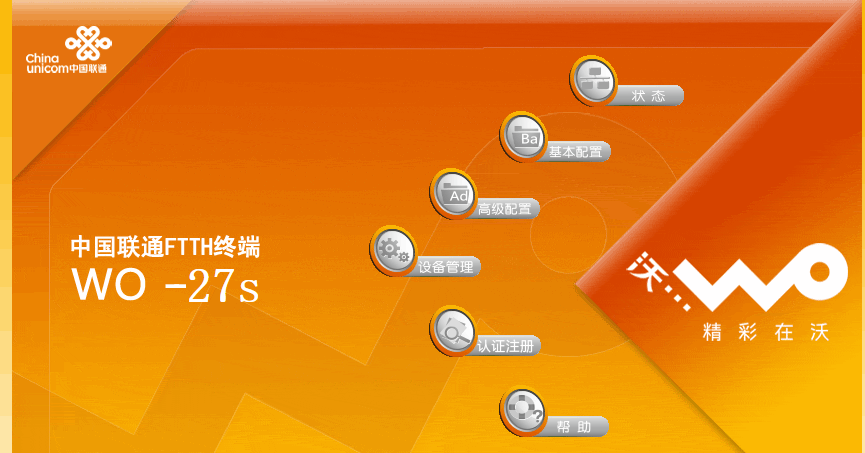 China
unicom中国联通
状 态
Ba
基本配置
Ad
高级配置
中国联通FTTH终端
WO -27s
设备管理
沃...WO
精 彩 在 沃
认证注册
?
帮 助